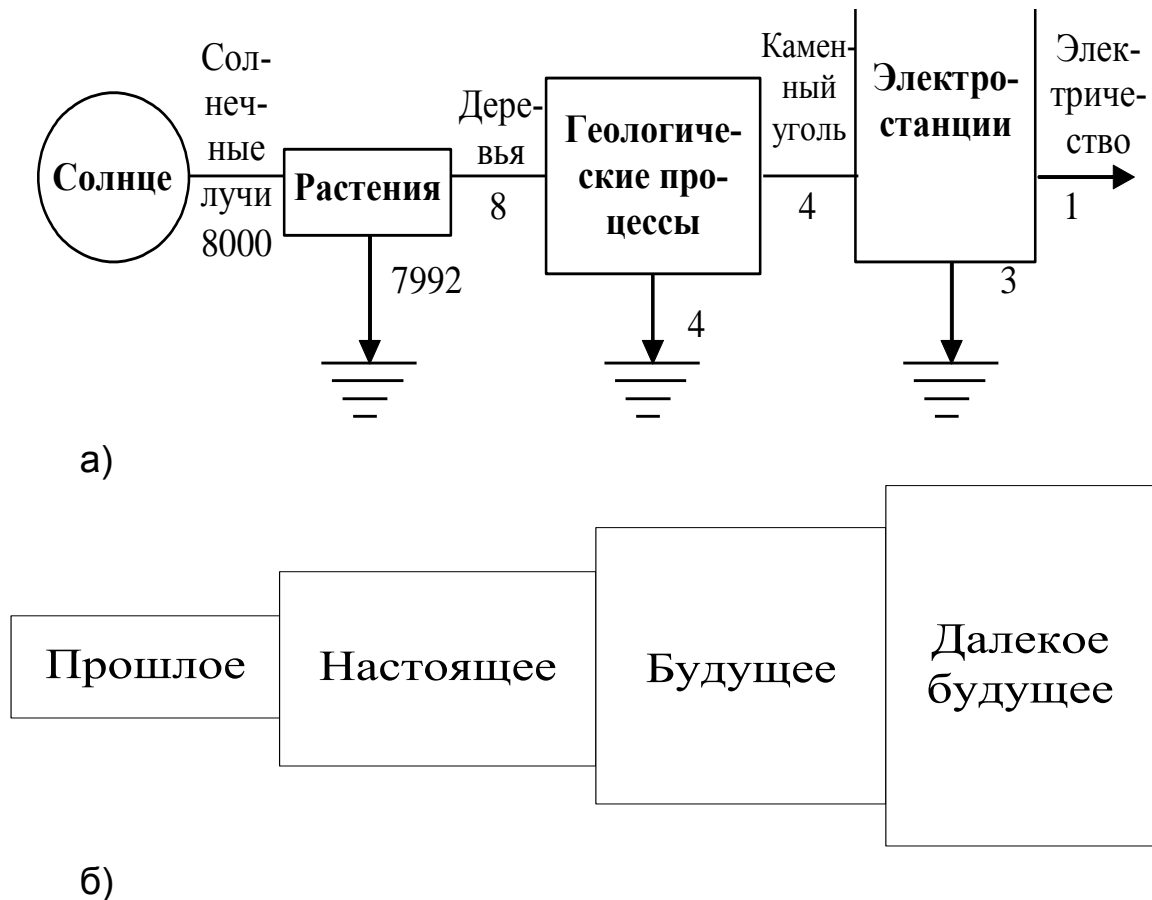 Сол-
неч-
ные
лучи
8000
Солнце
Растения
7992
Дере-
вья
8
Геологиче-
ские про-
цессы
4
Камен-
ный
уголь
4
Электро-
станции
3
Элек-
триче-
ство
1
а)
Прошлое
Настоящее
Будущее
Далекое
будущее
б)